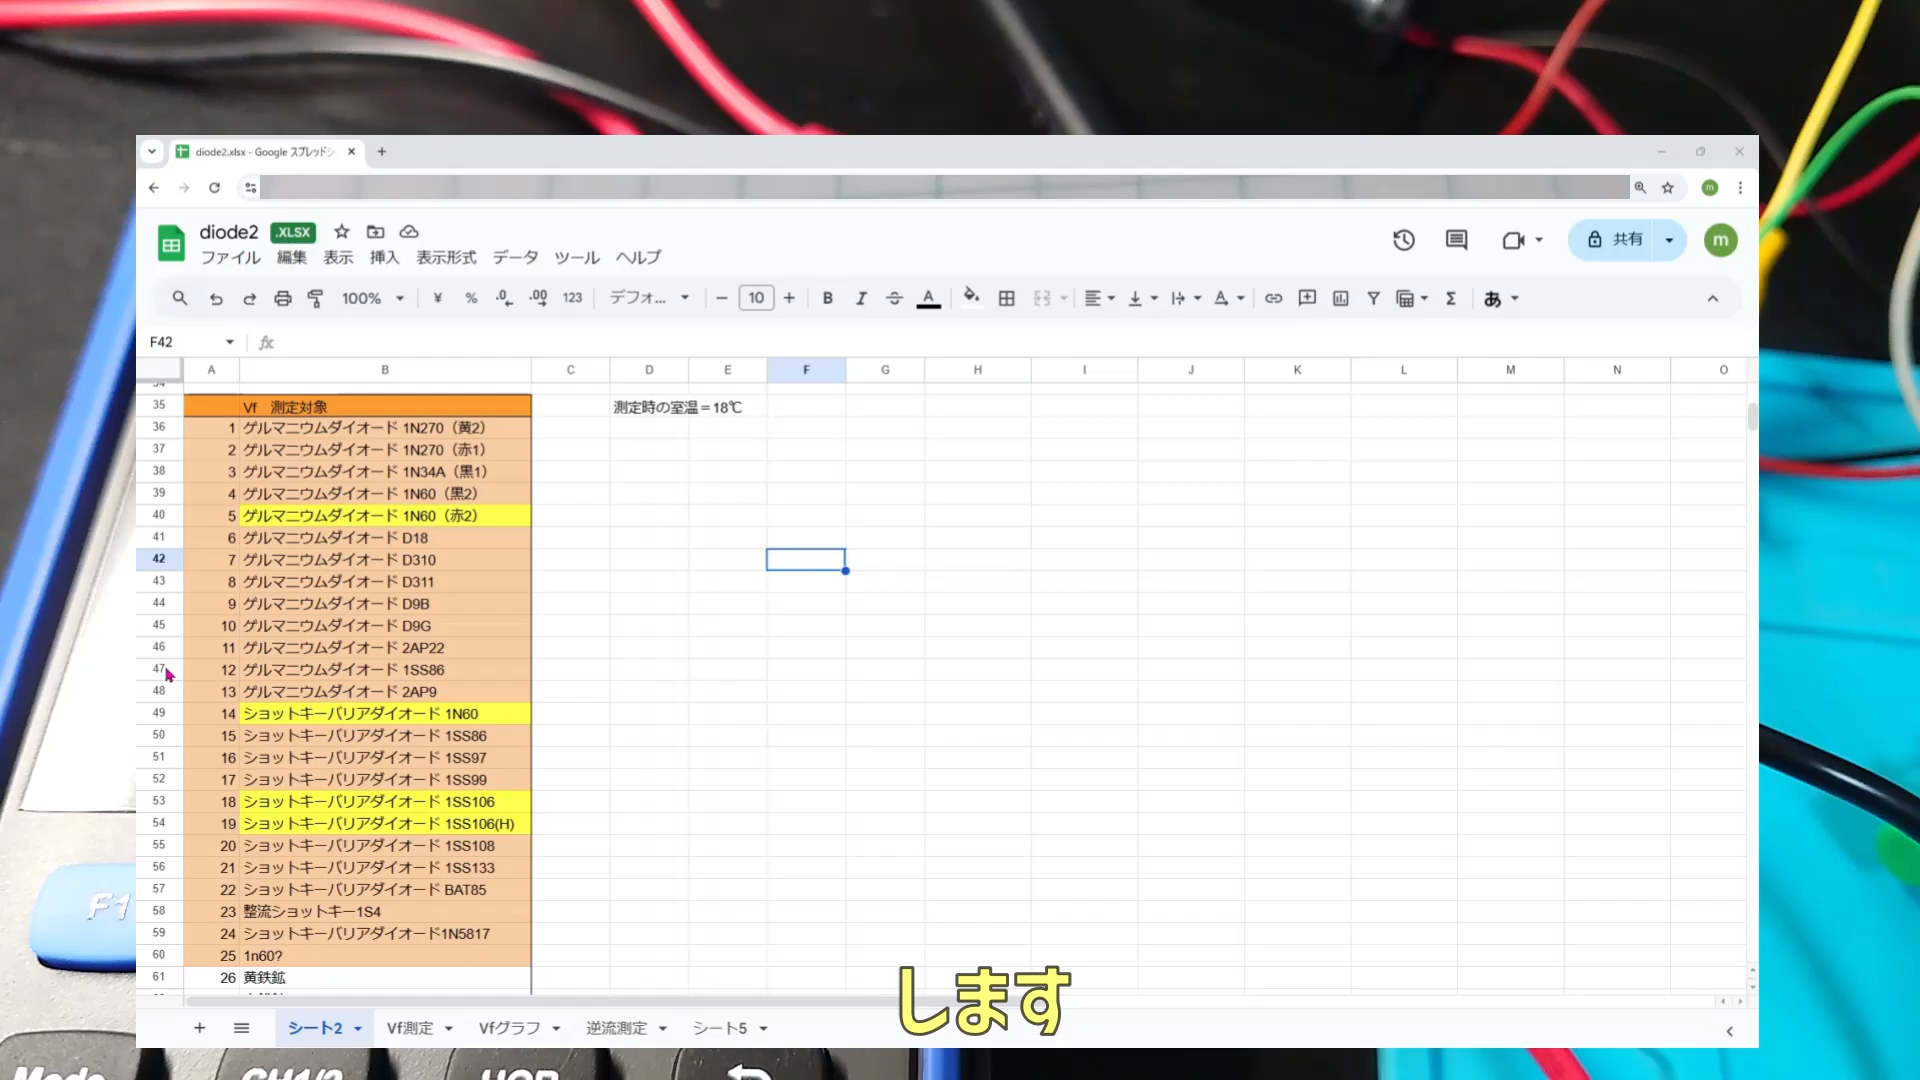 diode2.xlsx - Google スプレッドシ
diode2 .XLSX
ファイル 編集 表示 挿入 表示形式 データ ツール ヘルプ
共有
m
100% ¥ % .0 .00 123 デフォ... 10 B I A あ
F42 fx
A B C D E F G H I J K L M N O
35 Vf 測定対象 測定時の室温＝18℃
36 1 ゲルマニウムダイオード 1N270（黄2）
37 2 ゲルマニウムダイオード 1N270（赤1）
38 3 ゲルマニウムダイオード 1N34A（黒1）
39 4 ゲルマニウムダイオード 1N60（黒2）
40 5 ゲルマニウムダイオード 1N60（赤2）
41 6 ゲルマニウムダイオード D18
42 7 ゲルマニウムダイオード D310
43 8 ゲルマニウムダイオード D311
44 9 ゲルマニウムダイオード D9B
45 10 ゲルマニウムダイオード D9G
46 11 ゲルマニウムダイオード 2AP22
47 12 ゲルマニウムダイオード 1SS86
48 13 ゲルマニウムダイオード 2AP9
49 14 ショットキーバリアダイオード 1N60
50 15 ショットキーバリアダイオード 1SS86
51 16 ショットキーバリアダイオード 1SS97
52 17 ショットキーバリアダイオード 1SS99
53 18 ショットキーバリアダイオード 1SS106
54 19 ショットキーバリアダイオード 1SS106(H)
55 20 ショットキーバリアダイオード 1SS108
56 21 ショットキーバリアダイオード 1SS133
57 22 ショットキーバリアダイオード BAT85
58 23 整流ショットキー1S4
59 24 ショットキーバリアダイオード1N5817
60 25 1n60?
61 26 黄鉄鉱
します
シート2 Vf測定 Vfグラフ 逆流測定 シート5
F1
Mode CH1/2 HOR